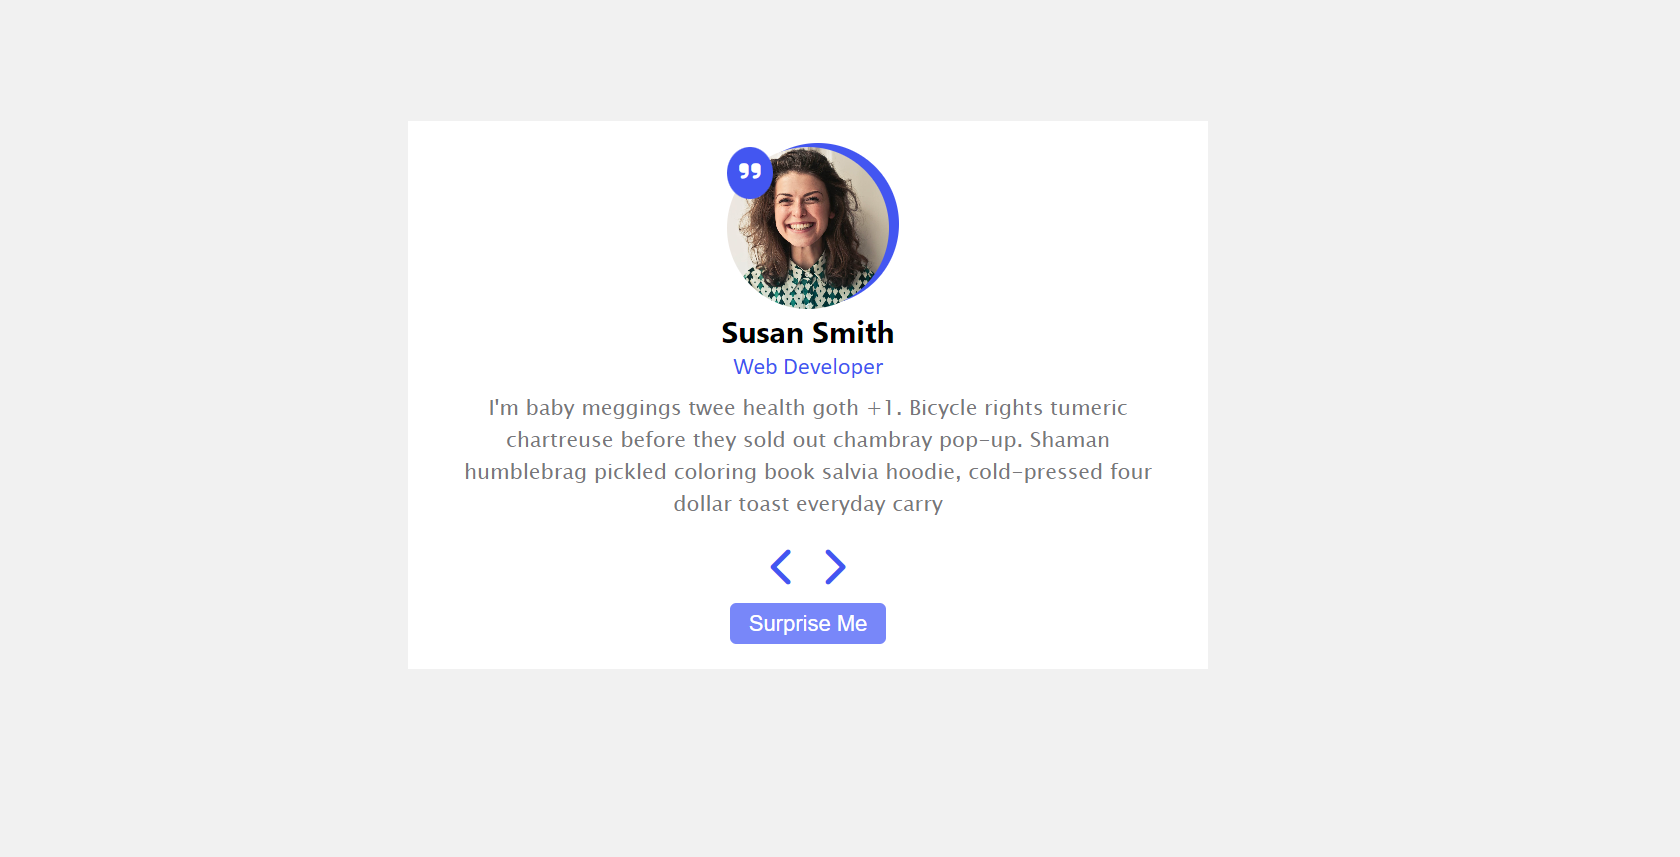 Susan Smith
Web Developer
I'm baby meggings twee health goth +1. Bicycle rights tumeric
chartreuse before they sold out chambray pop-up. Shaman
humblebrag pickled coloring book salvia hoodie, cold-pressed four
dollar toast everyday carry
Surprise Me